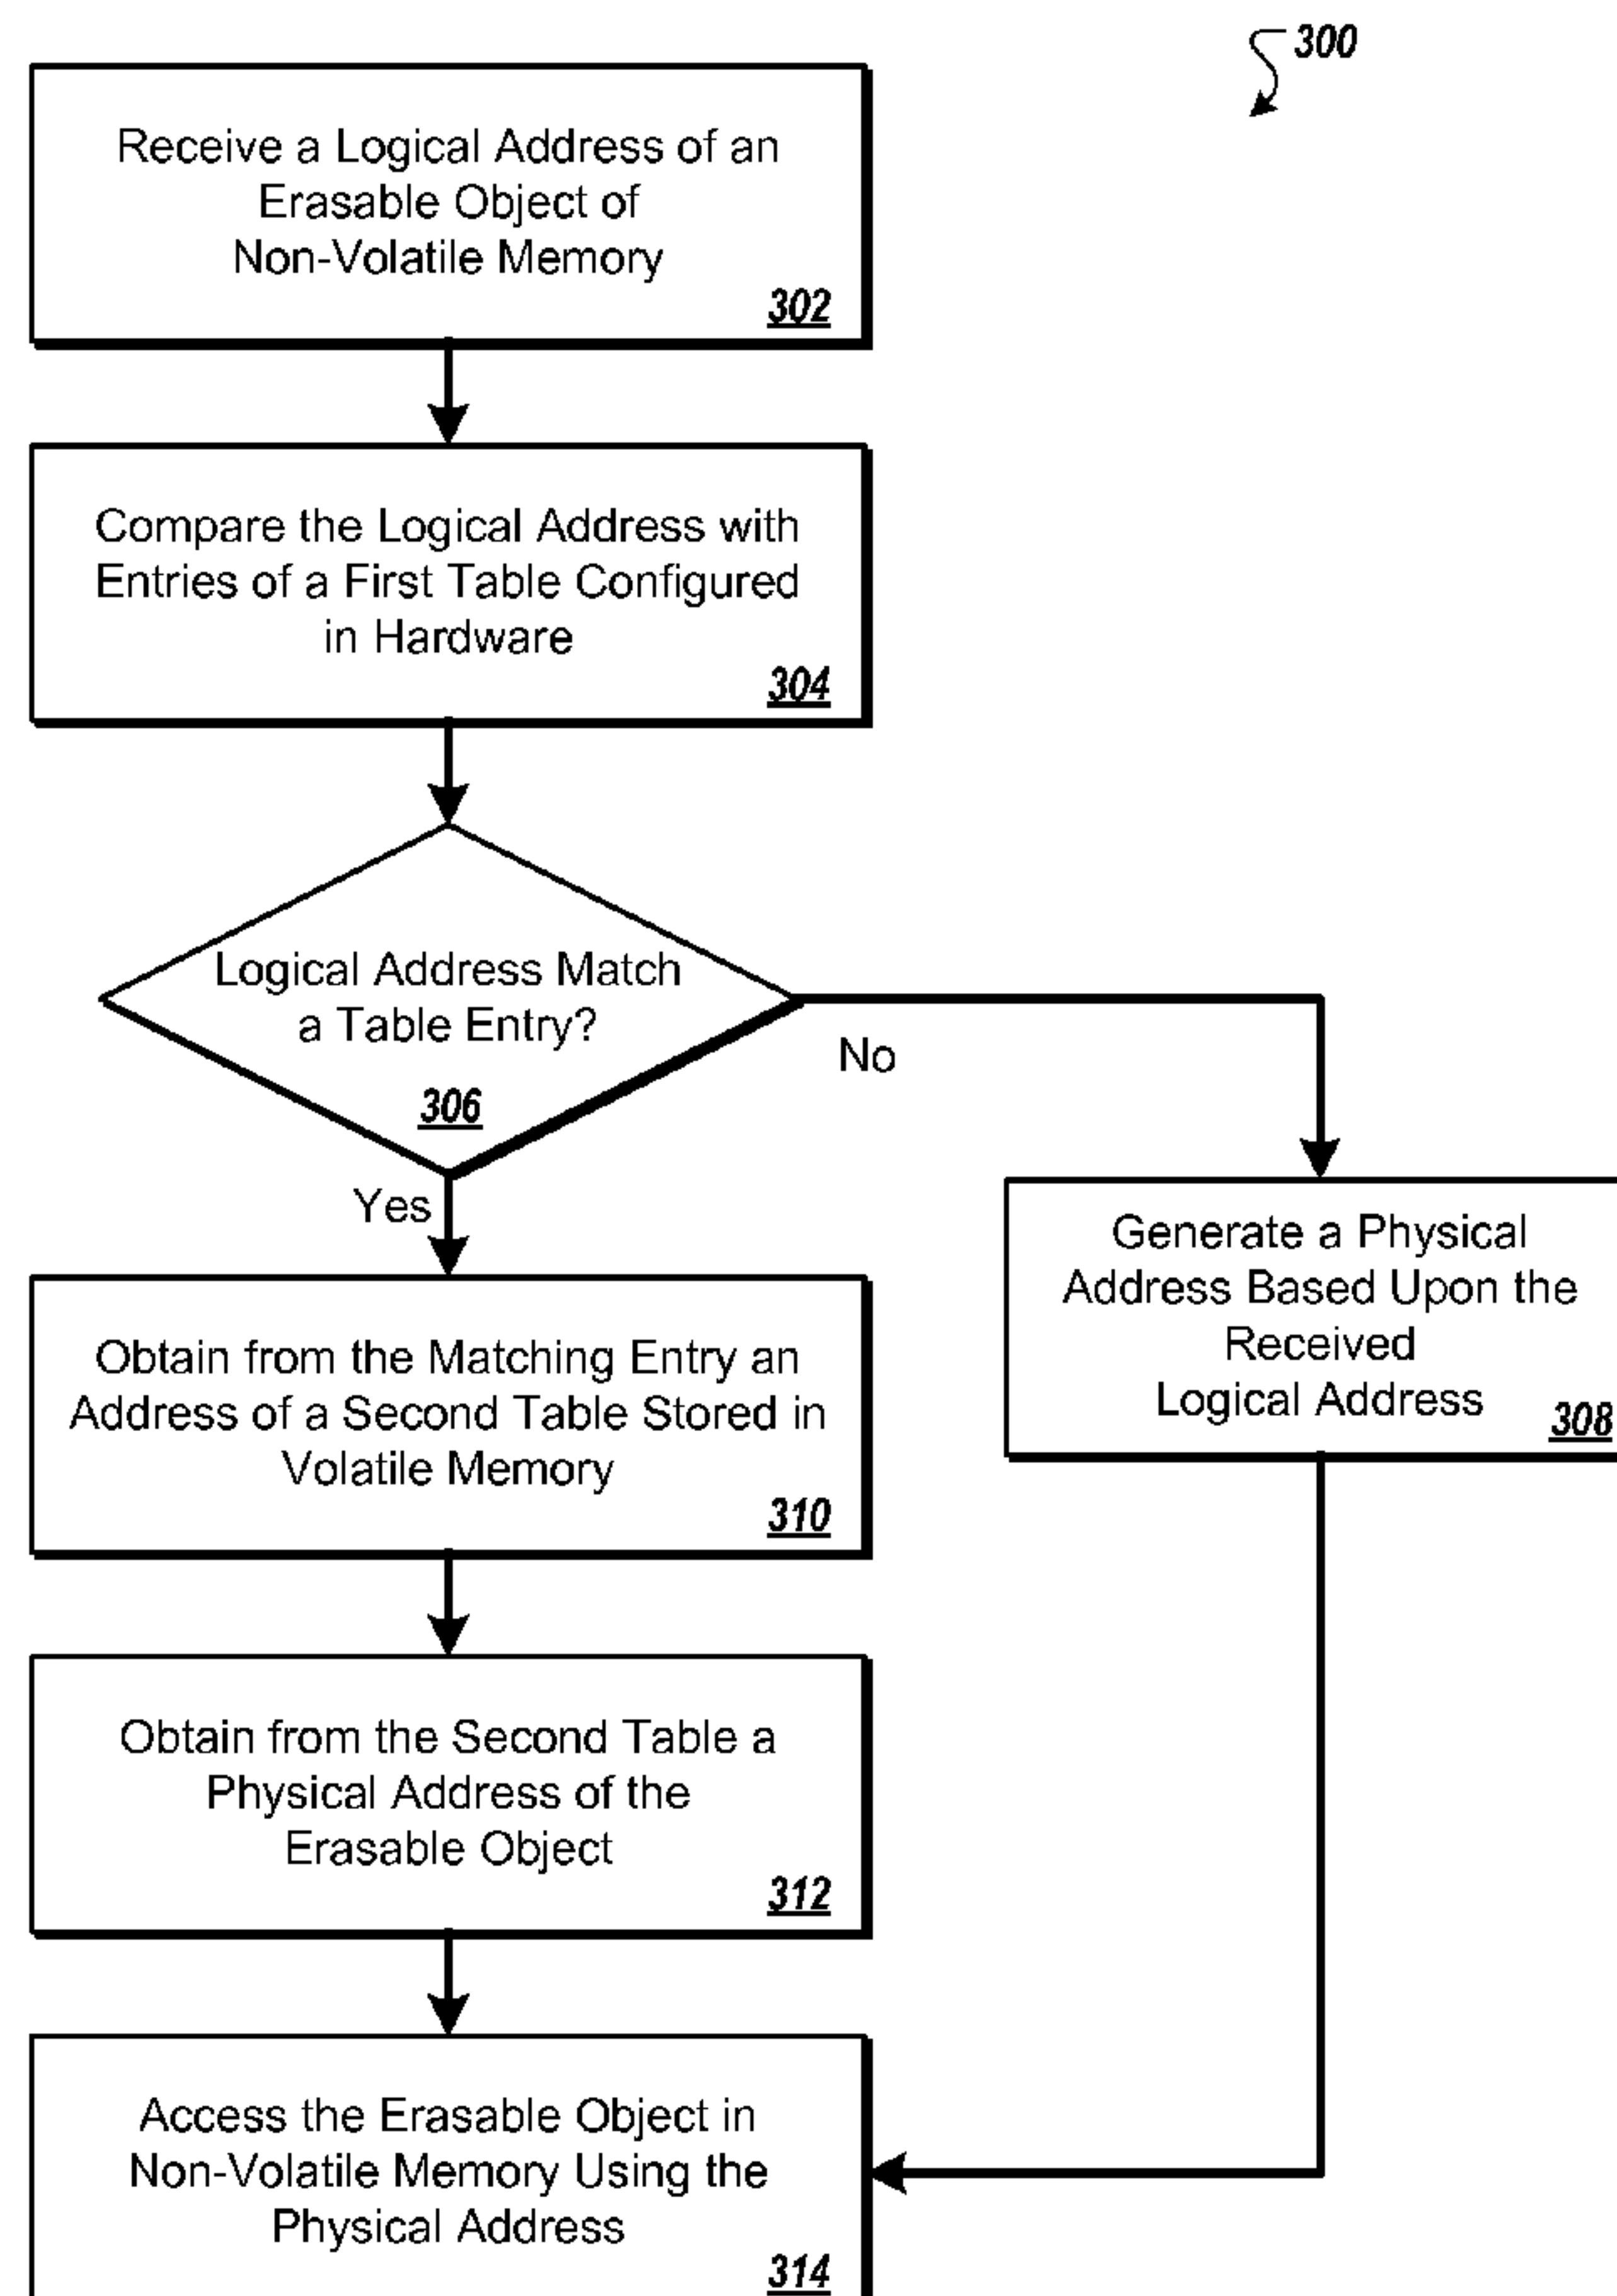 300
Receive a Logical Address of an
Erasable Object of
Non-Volatile Memory
302
Compare the Logical Address with
Entries of a First Table Configured
in Hardware
304
Logical Address Match
a Table Entry?
306
No
Yes
Generate a Physical
Address Based Upon the
Received
Logical Address
308
Obtain from the Matching Entry an
Address of a Second Table Stored in
Volatile Memory
310
Obtain from the Second Table a
Physical Address of the
Erasable Object
312
Access the Erasable Object in
Non-Volatile Memory Using the
Physical Address
314